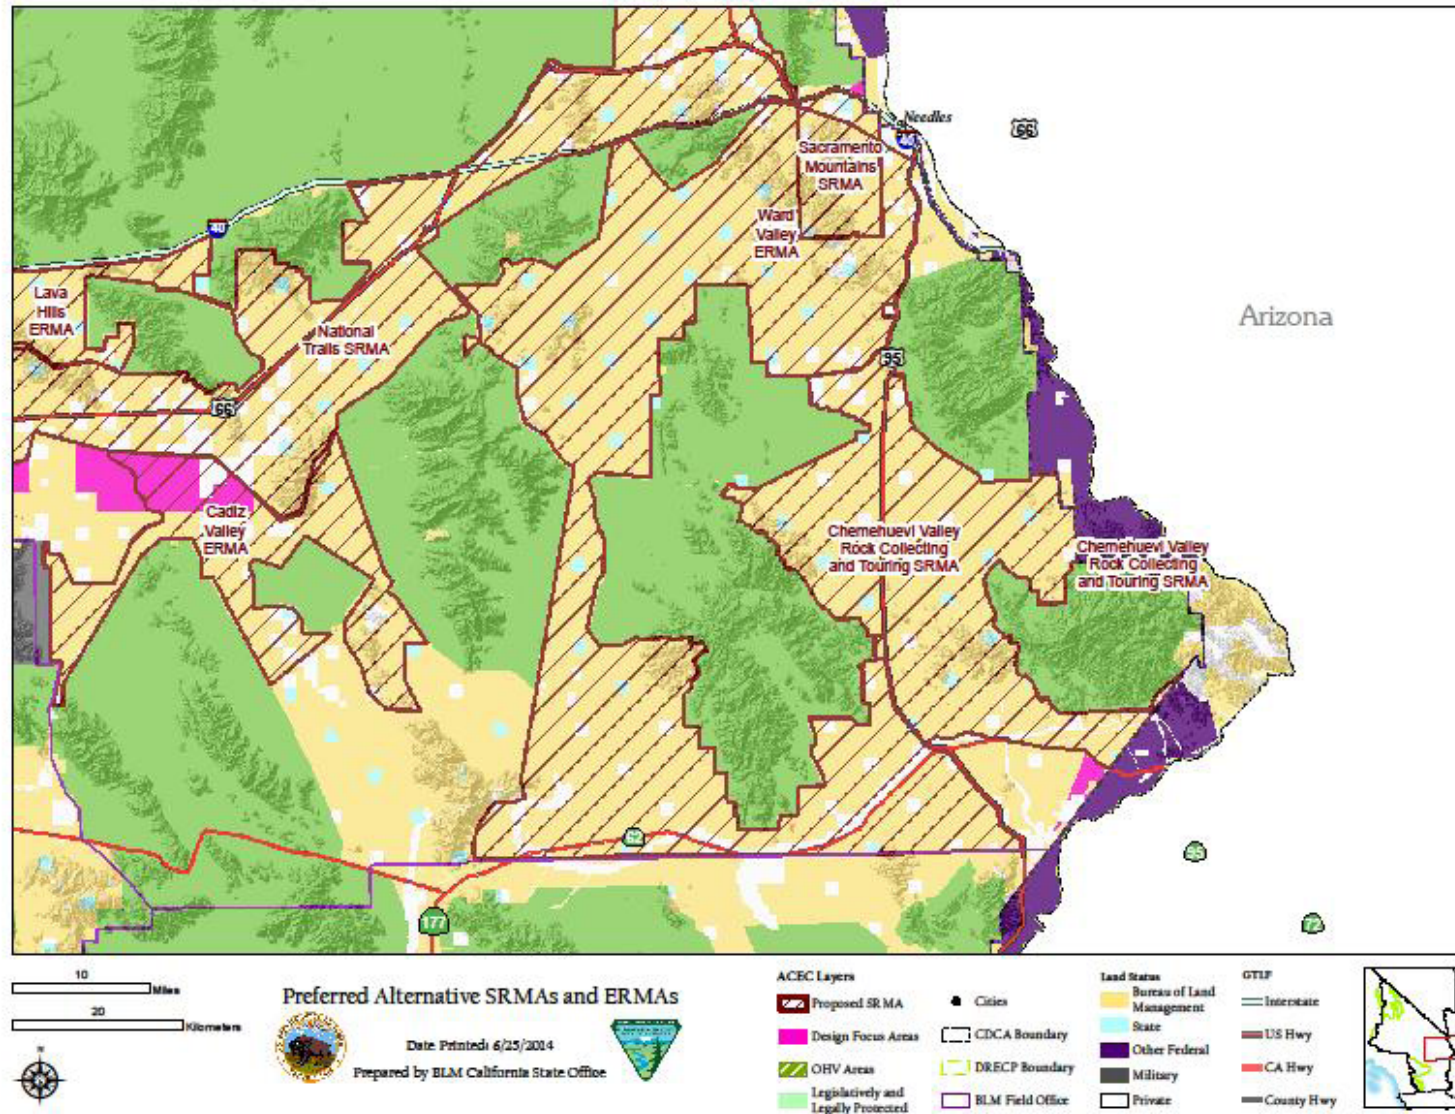 Needles
66
40
Sacramento
Mountains
SRMA
Ward
Valley
ERMA
40
Lava
Hills
ERMA
National
Trails SRMA
Arizona
95
66
Cadiz
Valley
ERMA
Chemehuevi Valley
Rock Collecting
and Touring SRMA
Chemehuevi Valley
Rock Collecting
and Touring SRMA
62
95
177
72
10
Miles
20
Kilometers
N
Preferred Alternative SRMAs and ERMAs
Date Printed: 6/25/2014
Prepared by BLM California State Office
ACEC Layers
Proposed SRMA
Design Focus Areas
OHV Areas
Legislatively and
Legally Protected
Cities
CDCA Boundary
DRECP Boundary
BLM Field Office
Land Status
Bureau of Land
Management
State
Other Federal
Military
Private
GTLF
Interstate
US Hwy
CA Hwy
County Hwy